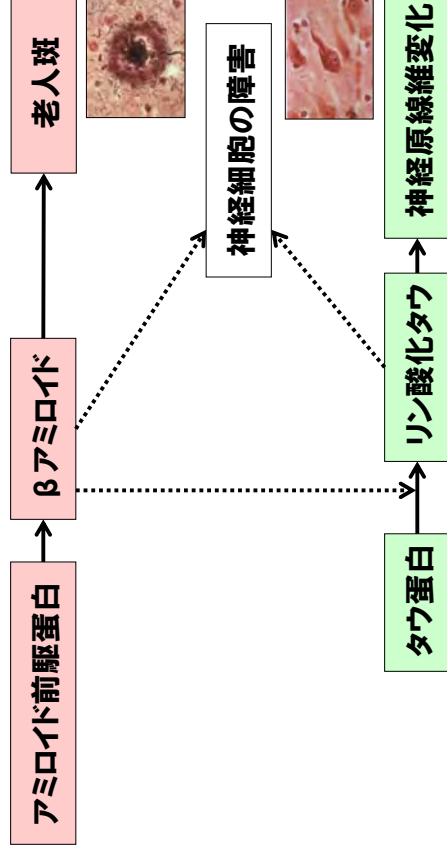 アミロイド前駆蛋白
βアミロイド
老人斑
神経細胞の障害
タウ蛋白
リン酸化タウ
神経原線維変化